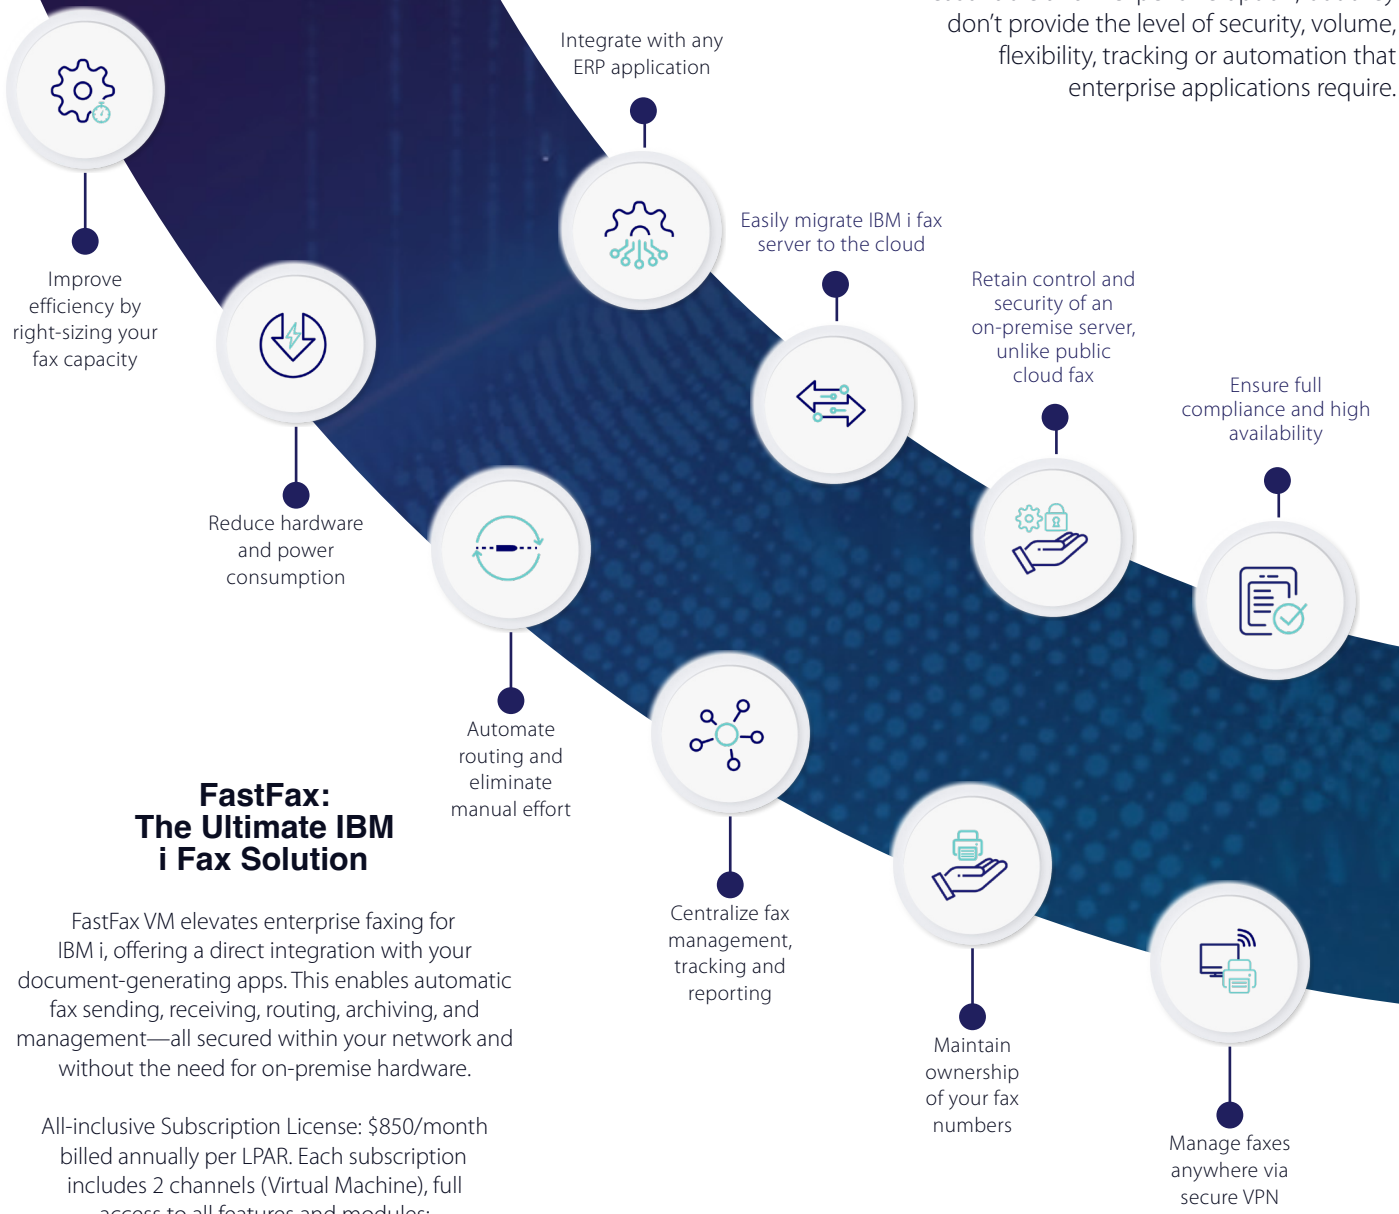 don’t provide the level of security, volume,
flexibility, tracking or automation that
enterprise applications require.
Integrate with any
ERP application
Easily migrate IBM i fax
server to the cloud
Retain control and
security of an
on-premise server,
unlike public
cloud fax
Ensure full
compliance and high
availability
Improve
efficiency by
right-sizing your
fax capacity
Reduce hardware
and power
consumption
Automate
routing and
eliminate
manual effort
Centralize fax
management,
tracking and
reporting
Maintain
ownership
of your fax
numbers
Manage faxes
anywhere via
secure VPN
FastFax:
The Ultimate IBM
i Fax Solution
FastFax VM elevates enterprise faxing for
IBM i, offering a direct integration with your
document-generating apps. This enables automatic
fax sending, receiving, routing, archiving, and
management—all secured within your network and
without the need for on-premise hardware.
All-inclusive Subscription License: $850/month
billed annually per LPAR. Each subscription
includes 2 channels (Virtual Machine), full
access to all features and modules: